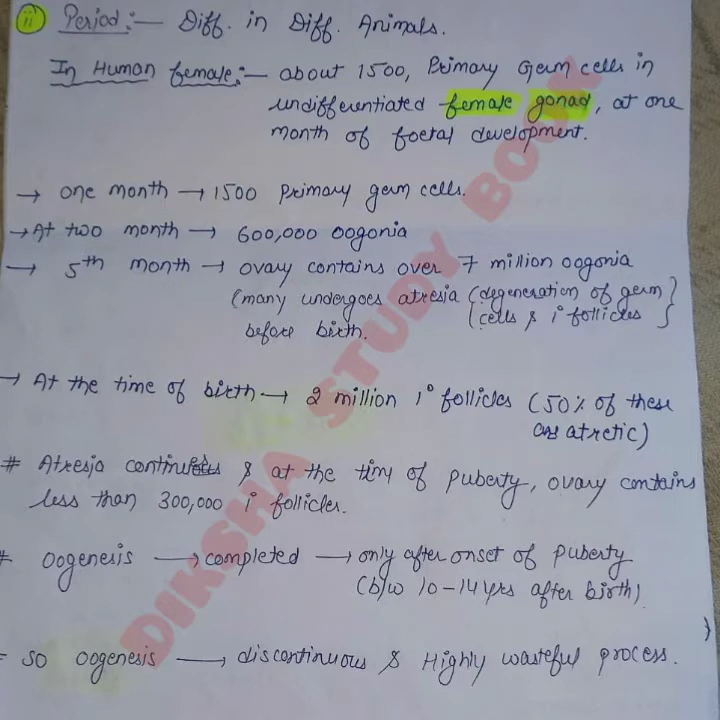 ii Period:— Diff. in Diff. Animals.
In Human female:— about 1500, Primary Germ cells in
undifferentiated female gonad, at one
month of foetal development.
→ one month → 1500 primary germ cells.
→ At two month → 600,000 oogonia
→ 5th month → ovary contains over 7 million oogonia
(many undergoes atresia (degeneration of germ
before birth. cells & i° follicles)
→ At the time of birth → 2 million 1° follicles (50% of these
are atretic)
# Atresia continues & at the time of puberty, ovary contains
less than 300,000 i follicles.
# Oogenesis → completed → only after onset of puberty
(b/w 10-14 yrs after birth)
= so oogenesis → discontinuous & Highly wasteful process.
DIKSHA STUDY BOOK